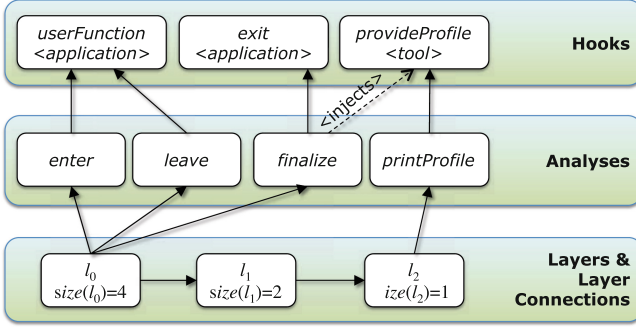 userFunction
<application>
exit
<application>
provideProfile
<tool>
Hooks
<injects>
enter
leave
finalize
printProfile
Analyses
l0
size(l0)=4
l1
size(l1)=2
l2
ize(l2)=1
Layers &
Layer
Connections